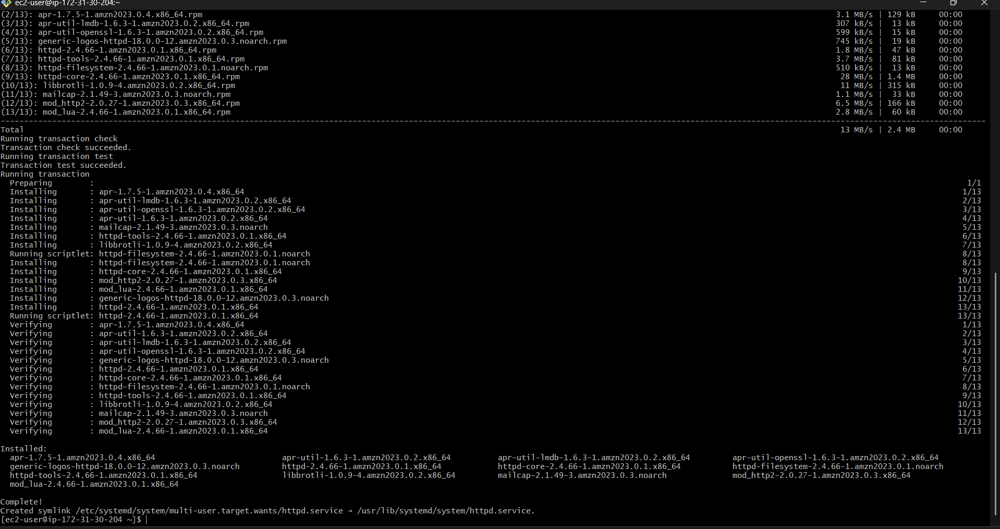 ec2-user@ip-172-31-30-204:~
(2/13): apr-1.7.5-1.amzn2023.0.4.x86_64.rpm 3.1 MB/s | 129 kB 00:00
(3/13): apr-util-lmdb-1.6.3-1.amzn2023.0.2.x86_64.rpm 307 kB/s | 13 kB 00:00
(4/13): apr-util-openssl-1.6.3-1.amzn2023.0.2.x86_64.rpm 599 kB/s | 15 kB 00:00
(5/13): generic-logos-httpd-18.0.0-12.amzn2023.0.3.noarch.rpm 745 kB/s | 19 kB 00:00
(6/13): httpd-2.4.66-1.amzn2023.0.1.x86_64.rpm 1.8 MB/s | 47 kB 00:00
(7/13): httpd-tools-2.4.66-1.amzn2023.0.1.x86_64.rpm 3.7 MB/s | 81 kB 00:00
(8/13): httpd-filesystem-2.4.66-1.amzn2023.0.1.noarch.rpm 510 kB/s | 13 kB 00:00
(9/13): httpd-core-2.4.66-1.amzn2023.0.1.x86_64.rpm 28 MB/s | 1.4 MB 00:00
(10/13): libbrotli-1.0.9-4.amzn2023.0.2.x86_64.rpm 11 MB/s | 315 kB 00:00
(11/13): mailcap-2.1.49-3.amzn2023.0.3.noarch.rpm 1.1 MB/s | 33 kB 00:00
(12/13): mod_http2-2.0.27-1.amzn2023.0.3.x86_64.rpm 6.5 MB/s | 166 kB 00:00
(13/13): mod_lua-2.4.66-1.amzn2023.0.1.x86_64.rpm 2.8 MB/s | 60 kB 00:00
--------------------------------------------------------------------------------
Total 13 MB/s | 2.4 MB 00:00
Running transaction check
Transaction check succeeded.
Running transaction test
Transaction test succeeded.
Running transaction
Preparing : 1/1
Installing : apr-1.7.5-1.amzn2023.0.4.x86_64 1/13
Installing : apr-util-lmdb-1.6.3-1.amzn2023.0.2.x86_64 2/13
Installing : apr-util-openssl-1.6.3-1.amzn2023.0.2.x86_64 3/13
Installing : apr-util-1.6.3-1.amzn2023.0.2.x86_64 4/13
Installing : mailcap-2.1.49-3.amzn2023.0.3.noarch 5/13
Installing : httpd-tools-2.4.66-1.amzn2023.0.1.x86_64 6/13
Installing : libbrotli-1.0.9-4.amzn2023.0.2.x86_64 7/13
Running scriptlet: httpd-filesystem-2.4.66-1.amzn2023.0.1.noarch 8/13
Installing : httpd-filesystem-2.4.66-1.amzn2023.0.1.noarch 8/13
Installing : httpd-core-2.4.66-1.amzn2023.0.1.x86_64 9/13
Installing : mod_http2-2.0.27-1.amzn2023.0.3.x86_64 10/13
Installing : mod_lua-2.4.66-1.amzn2023.0.1.x86_64 11/13
Installing : generic-logos-httpd-18.0.0-12.amzn2023.0.3.noarch 12/13
Installing : httpd-2.4.66-1.amzn2023.0.1.x86_64 13/13
Running scriptlet: httpd-2.4.66-1.amzn2023.0.1.x86_64 13/13
Verifying : apr-1.7.5-1.amzn2023.0.4.x86_64 1/13
Verifying : apr-util-1.6.3-1.amzn2023.0.2.x86_64 2/13
Verifying : apr-util-lmdb-1.6.3-1.amzn2023.0.2.x86_64 3/13
Verifying : apr-util-openssl-1.6.3-1.amzn2023.0.2.x86_64 4/13
Verifying : generic-logos-httpd-18.0.0-12.amzn2023.0.3.noarch 5/13
Verifying : httpd-2.4.66-1.amzn2023.0.1.x86_64 6/13
Verifying : httpd-core-2.4.66-1.amzn2023.0.1.x86_64 7/13
Verifying : httpd-filesystem-2.4.66-1.amzn2023.0.1.noarch 8/13
Verifying : httpd-tools-2.4.66-1.amzn2023.0.1.x86_64 9/13
Verifying : libbrotli-1.0.9-4.amzn2023.0.2.x86_64 10/13
Verifying : mailcap-2.1.49-3.amzn2023.0.3.noarch 11/13
Verifying : mod_http2-2.0.27-1.amzn2023.0.3.x86_64 12/13
Verifying : mod_lua-2.4.66-1.amzn2023.0.1.x86_64 13/13
Installed:
apr-1.7.5-1.amzn2023.0.4.x86_64 apr-util-1.6.3-1.amzn2023.0.2.x86_64 apr-util-lmdb-1.6.3-1.amzn2023.0.2.x86_64 apr-util-openssl-1.6.3-1.amzn2023.0.2.x86_64
generic-logos-httpd-18.0.0-12.amzn2023.0.3.noarch httpd-2.4.66-1.amzn2023.0.1.x86_64 httpd-core-2.4.66-1.amzn2023.0.1.x86_64 httpd-filesystem-2.4.66-1.amzn2023.0.1.noarch
httpd-tools-2.4.66-1.amzn2023.0.1.x86_64 libbrotli-1.0.9-4.amzn2023.0.2.x86_64 mailcap-2.1.49-3.amzn2023.0.3.noarch mod_http2-2.0.27-1.amzn2023.0.3.x86_64
mod_lua-2.4.66-1.amzn2023.0.1.x86_64
Complete!
Created symlink /etc/systemd/system/multi-user.target.wants/httpd.service → /usr/lib/systemd/system/httpd.service.
[ec2-user@ip-172-31-30-204 ~]$